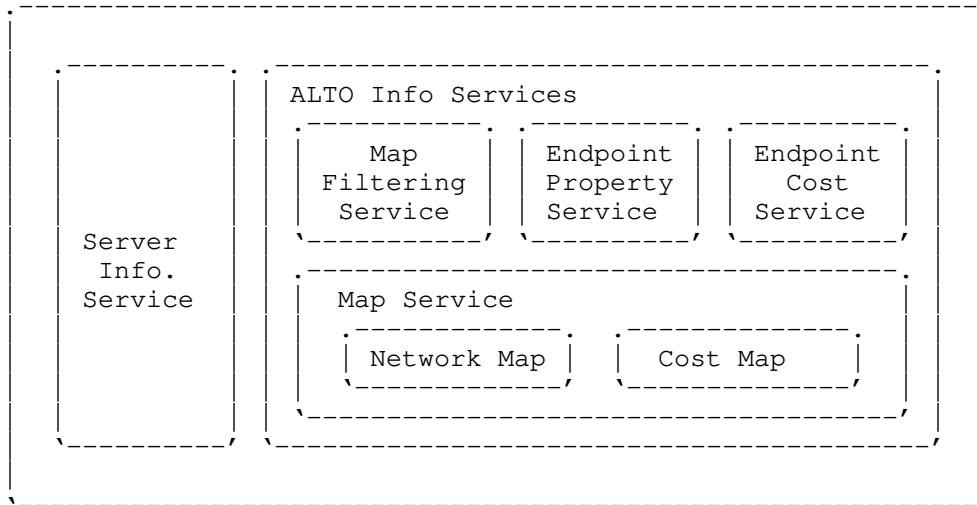 ALTO Info Services
Map
Filtering
Service
Endpoint
Property
Service
Endpoint
Cost
Service
Server
Info.
Service
Map Service
Network Map
Cost Map